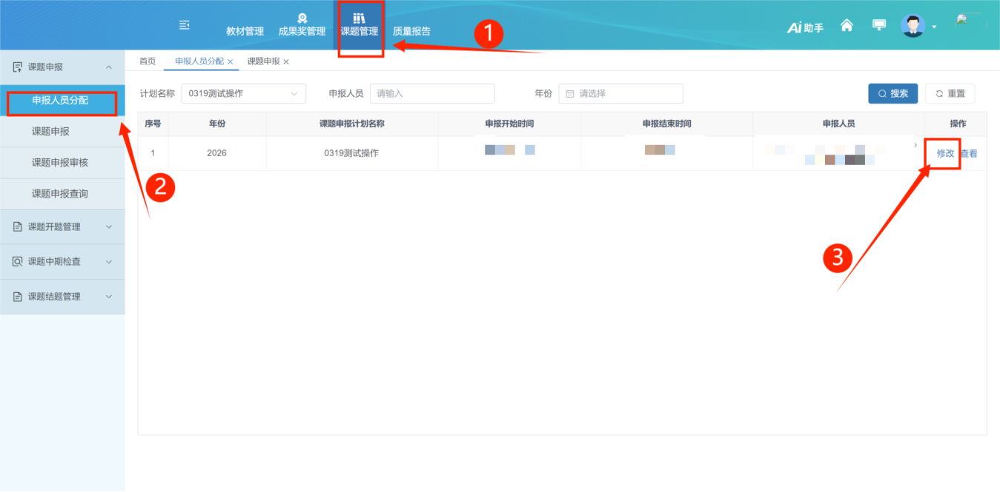 教材管理 成果奖管理 课题管理 质量报告 1 Ai助手
课题申报
首页 申报人员分配 × 课题申报 ×
申报人员分配
计划名称 0319测试操作 申报人员 请输入 年份 请选择 搜索 重置
序号 年份 课题申报计划名称 申报开始时间 申报结束时间 申报人员 操作
课题申报
1 2026 0319测试操作 修改 查看
课题申报审核
2
课题申报查询
课题开题管理
3
课题中期检查
课题结题管理